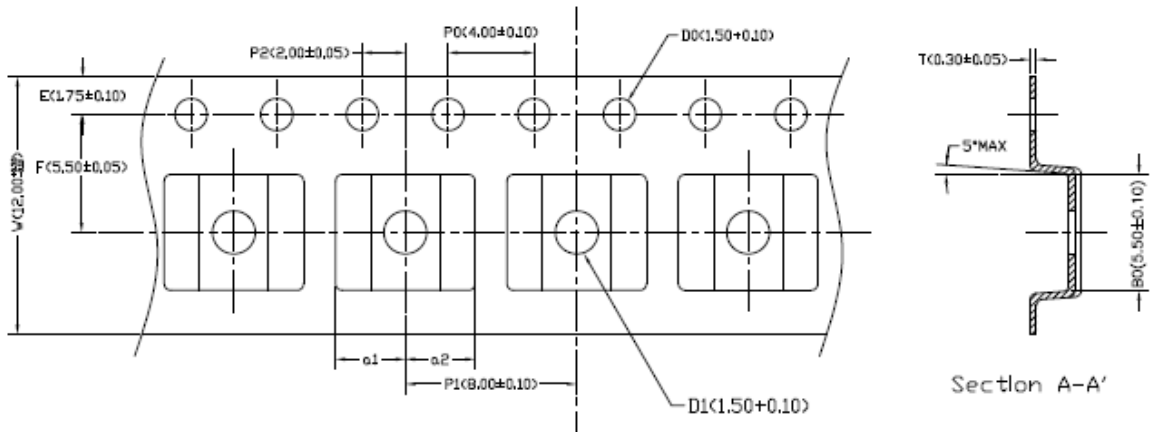 P0(4.00±0.10)
D0(1.50+0.10)
P2(2.00±0.05)
T(0.30±0.05)
E(1.75±0.10)
5°MAX
F(5.50±0.05)
W(12.00
B0(5.50±0.10)
a1
a2
P1(8.00±0.10)
Section A-A'
D1(1.50+0.10)